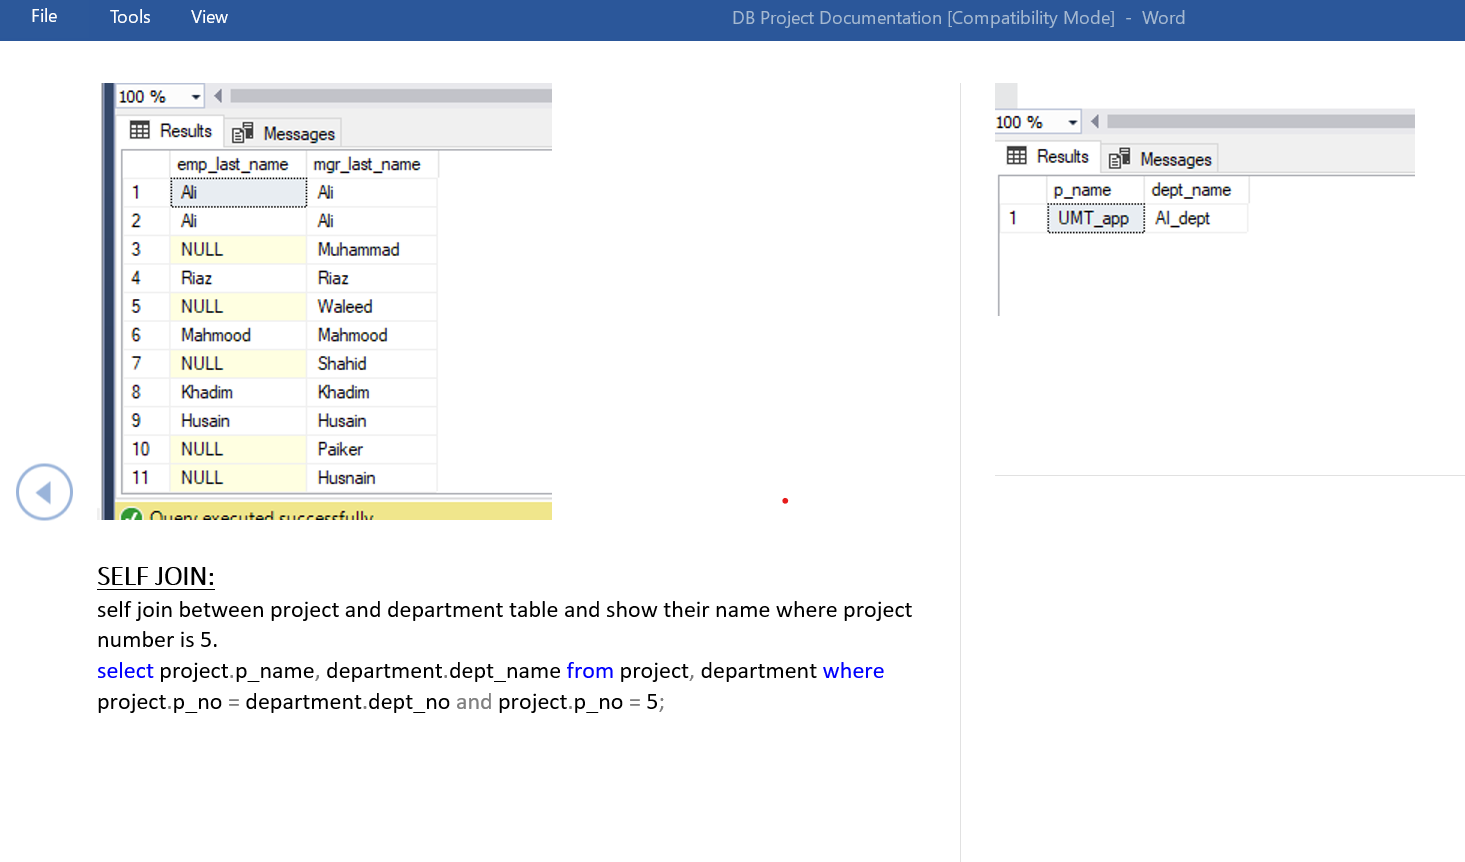 File Tools View DB Project Documentation [Compatibility Mode] - Word
100 %
Results Messages
emp_last_name mgr_last_name
1 Ali Ali
2 Ali Ali
3 NULL Muhammad
4 Riaz Riaz
5 NULL Waleed
6 Mahmood Mahmood
7 NULL Shahid
8 Khadim Khadim
9 Husain Husain
10 NULL Paiker
11 NULL Husnain
Query executed successfully
SELF JOIN:
self join between project and department table and show their name where project
number is 5.
select project.p_name, department.dept_name from project, department where
project.p_no = department.dept_no and project.p_no = 5;
100 %
Results Messages
p_name dept_name
1 UMT_app AI_dept